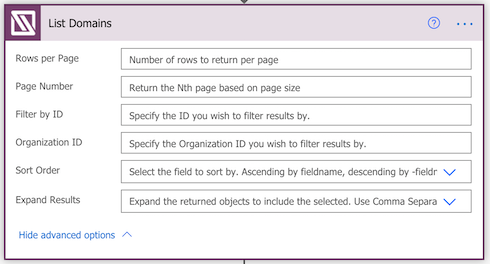 List Domains
Rows per Page
Number of rows to return per page
Page Number
Return the Nth page based on page size
Filter by ID
Specify the ID you wish to filter results by.
Organization ID
Specify the Organization ID you wish to filter results by.
Sort Order
Select the field to sort by. Ascending by fieldname, descending by -fieldr
Expand Results
Expand the returned objects to include the selected. Use Comma Separa
Hide advanced options